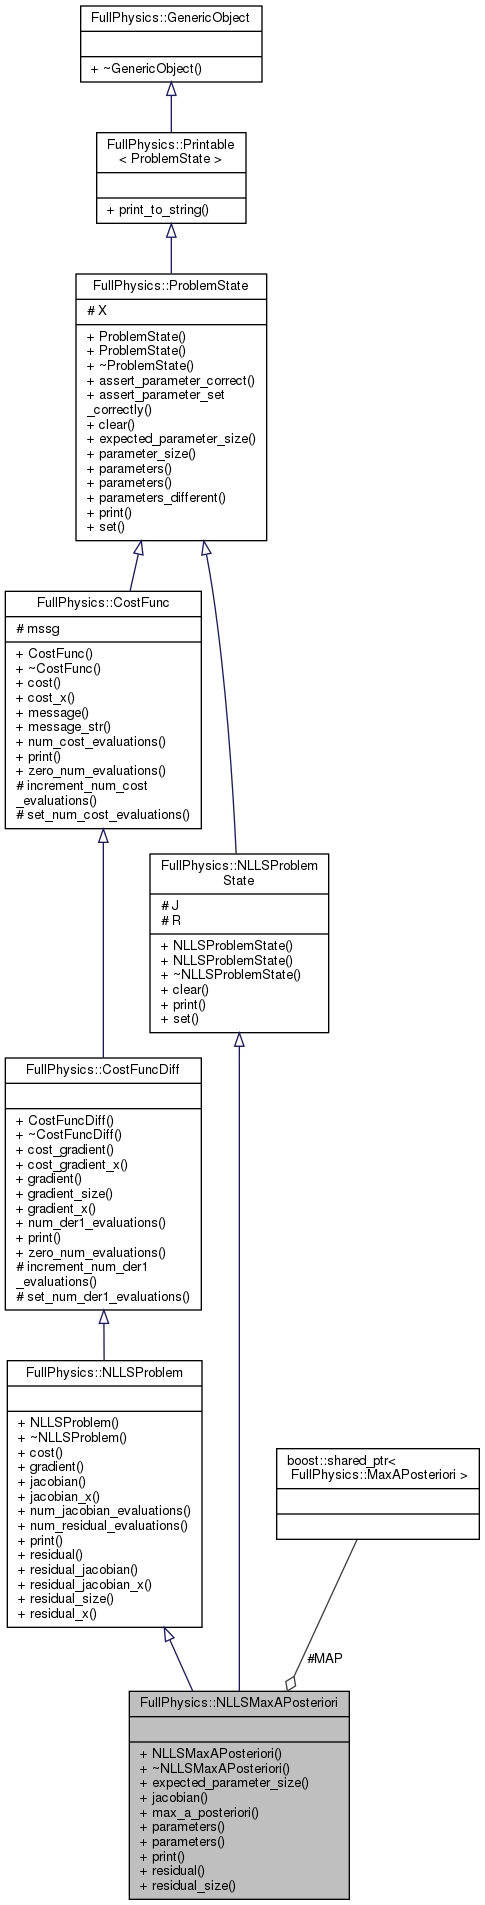 FullPhysics::GenericObject
+ ~GenericObject()
FullPhysics::Printable
< ProblemState >
+ print_to_string()
FullPhysics::ProblemState
# X
+ ProblemState()
+ ProblemState()
+ ~ProblemState()
+ assert_parameter_correct()
+ assert_parameter_set
_correctly()
+ clear()
+ expected_parameter_size()
+ parameter_size()
+ parameters()
+ parameters()
+ parameters_different()
+ print()
+ set()
FullPhysics::CostFunc
# mssg
+ CostFunc()
+ ~CostFunc()
+ cost()
+ cost_x()
+ message()
+ message_str()
+ num_cost_evaluations()
+ print()
+ zero_num_evaluations()
# increment_num_cost
_evaluations()
# set_num_cost_evaluations()
FullPhysics::NLLSProblem
State
# J
# R
+ NLLSProblemState()
+ NLLSProblemState()
+ ~NLLSProblemState()
+ clear()
+ print()
+ set()
FullPhysics::CostFuncDiff
+ CostFuncDiff()
+ ~CostFuncDiff()
+ cost_gradient()
+ cost_gradient_x()
+ gradient()
+ gradient_size()
+ gradient_x()
+ num_der1_evaluations()
+ print()
+ zero_num_evaluations()
# increment_num_der1
_evaluations()
# set_num_der1_evaluations()
FullPhysics::NLLSProblem
+ NLLSProblem()
+ ~NLLSProblem()
+ cost()
+ gradient()
+ jacobian()
+ jacobian_x()
+ num_jacobian_evaluations()
+ num_residual_evaluations()
+ print()
+ residual()
+ residual_jacobian()
+ residual_jacobian_x()
+ residual_size()
+ residual_x()
boost::shared_ptr<
FullPhysics::MaxAPosteriori >
#MAP
FullPhysics::NLLSMaxAPosteriori
+ NLLSMaxAPosteriori()
+ ~NLLSMaxAPosteriori()
+ expected_parameter_size()
+ jacobian()
+ max_a_posteriori()
+ parameters()
+ parameters()
+ print()
+ residual()
+ residual_size()